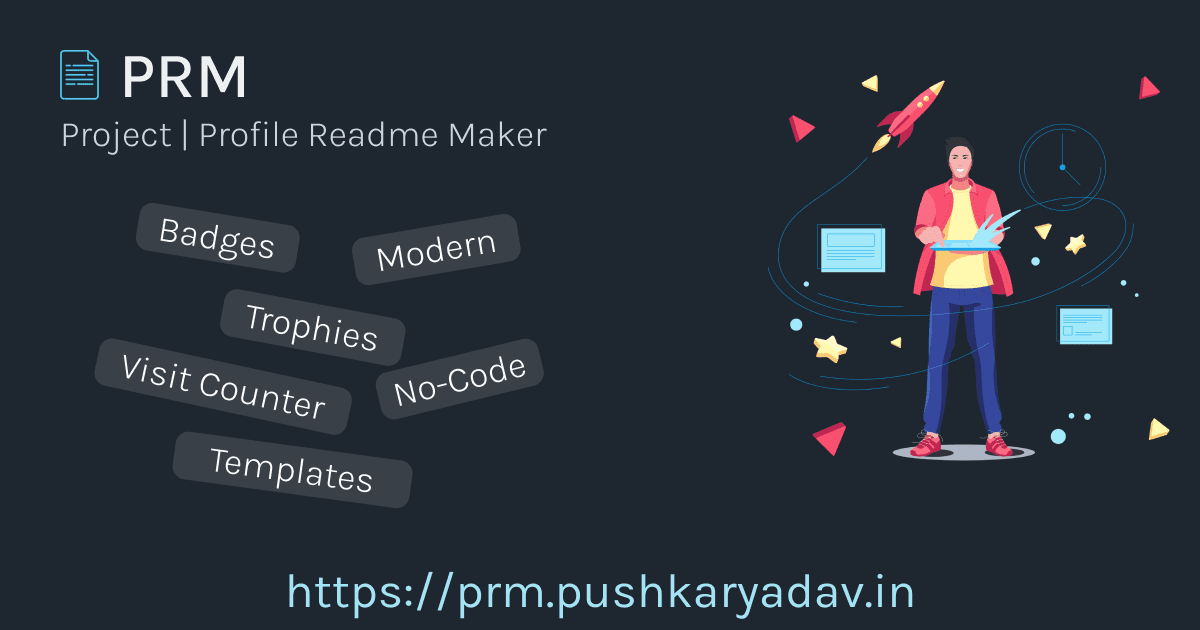 PRM
Project | Profile Readme Maker
Badges
Modern
Trophies
Visit Counter
No-Code
Templates
https://prm.pushkaryadav.in